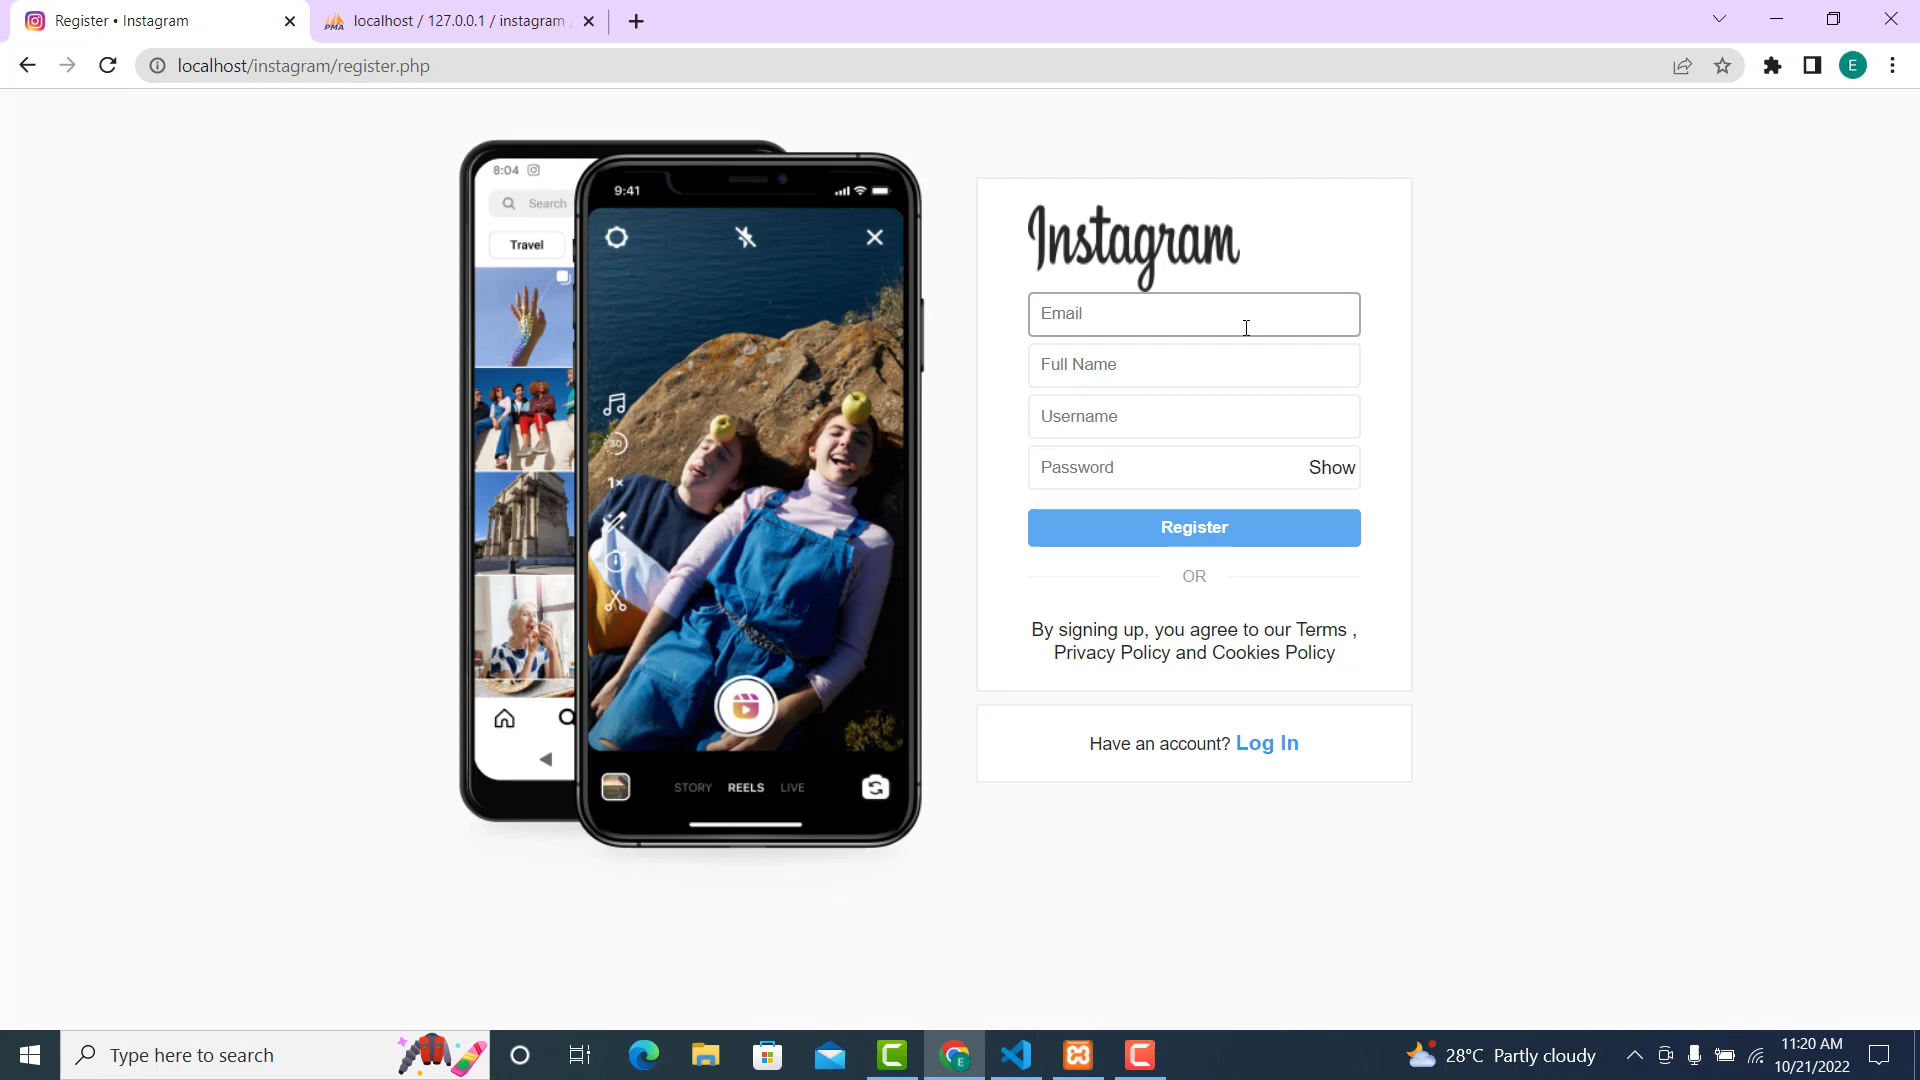 Register • Instagram
localhost / 127.0.0.1 / instagram
localhost/instagram/register.php
E
8:04
Search
Travel
9:41
30
1×
STORY REELS LIVE
Instagram
Email
Full Name
Username
Password Show
Register
OR
By signing up, you agree to our Terms ,
Privacy Policy and Cookies Policy
Have an account? Log In
Type here to search
28°C Partly cloudy
11:20 AM
10/21/2022